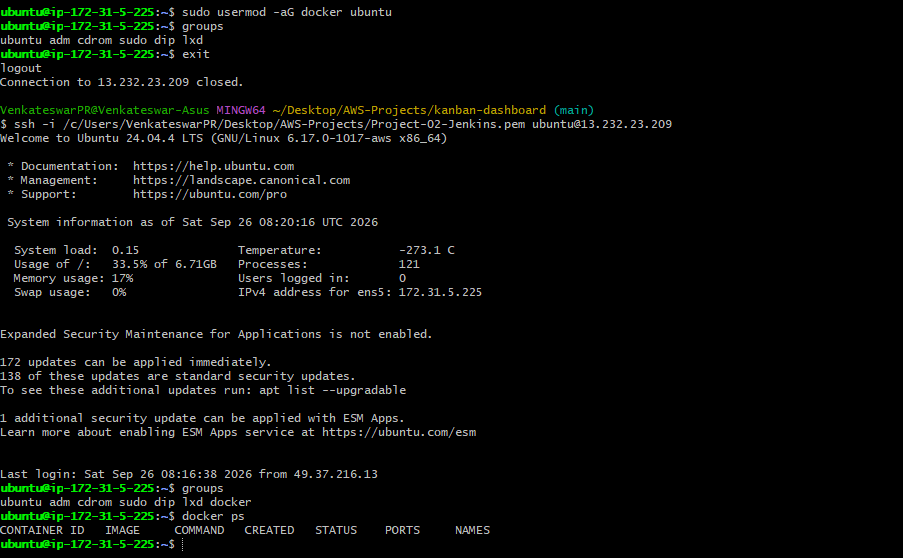 ubuntu@ip-172-31-5-225:~$ sudo usermod -aG docker ubuntu
ubuntu@ip-172-31-5-225:~$ groups
ubuntu adm cdrom sudo dip lxd
ubuntu@ip-172-31-5-225:~$ exit
logout
Connection to 13.232.23.209 closed.

VenkateswarPR@Venkateswar-Asus MINGW64 ~/Desktop/AWS-Projects/kanban-dashboard (main)
$ ssh -i /c/Users/VenkateswarPR/Desktop/AWS-Projects/Project-02-Jenkins.pem ubuntu@13.232.23.209
Welcome to Ubuntu 24.04.4 LTS (GNU/Linux 6.17.0-1017-aws x86_64)

 * Documentation:  https://help.ubuntu.com
 * Management:     https://landscape.canonical.com
 * Support:        https://ubuntu.com/pro

 System information as of Sat Sep 26 08:20:16 UTC 2026

  System load:  0.15              Temperature:           -273.1 C
  Usage of /:   33.5% of 6.71GB   Processes:             121
  Memory usage: 17%               Users logged in:       0
  Swap usage:   0%                IPv4 address for ens5: 172.31.5.225

Expanded Security Maintenance for Applications is not enabled.

172 updates can be applied immediately.
138 of these updates are standard security updates.
To see these additional updates run: apt list --upgradable

1 additional security update can be applied with ESM Apps.
Learn more about enabling ESM Apps service at https://ubuntu.com/esm

Last login: Sat Sep 26 08:16:38 2026 from 49.37.216.13
ubuntu@ip-172-31-5-225:~$ groups
ubuntu adm cdrom sudo dip lxd docker
ubuntu@ip-172-31-5-225:~$ docker ps
CONTAINER ID   IMAGE     COMMAND   CREATED   STATUS    PORTS     NAMES
ubuntu@ip-172-31-5-225:~$